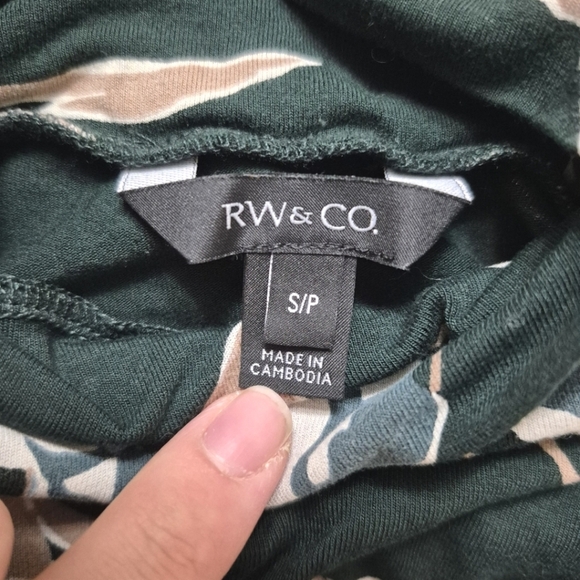 RW & CO.
S/P
MADE IN
CAMBODIA